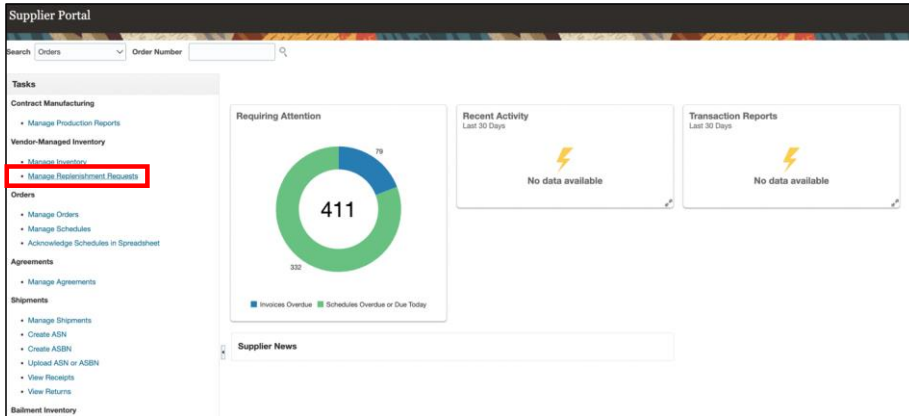 Supplier Portal
Search Orders Order Number
Tasks
Contract Manufacturing
Manage Production Reports
Vendor-Managed Inventory
Manage Inventory
Manage Replenishment Requests
Orders
Manage Orders
Manage Schedules
Acknowledge Schedules in Spreadsheet
Agreements
Manage Agreements
Shipments
Manage Shipments
Create ASN
Create ASBN
Upload ASN or ASBN
View Receipts
View Returns
Bailment Inventory
Requiring Attention
79
411
332
Invoices Overdue Schedules Overdue or Due Today
Recent Activity
Last 30 Days
No data available
Transaction Reports
Last 30 Days
No data available
Supplier News